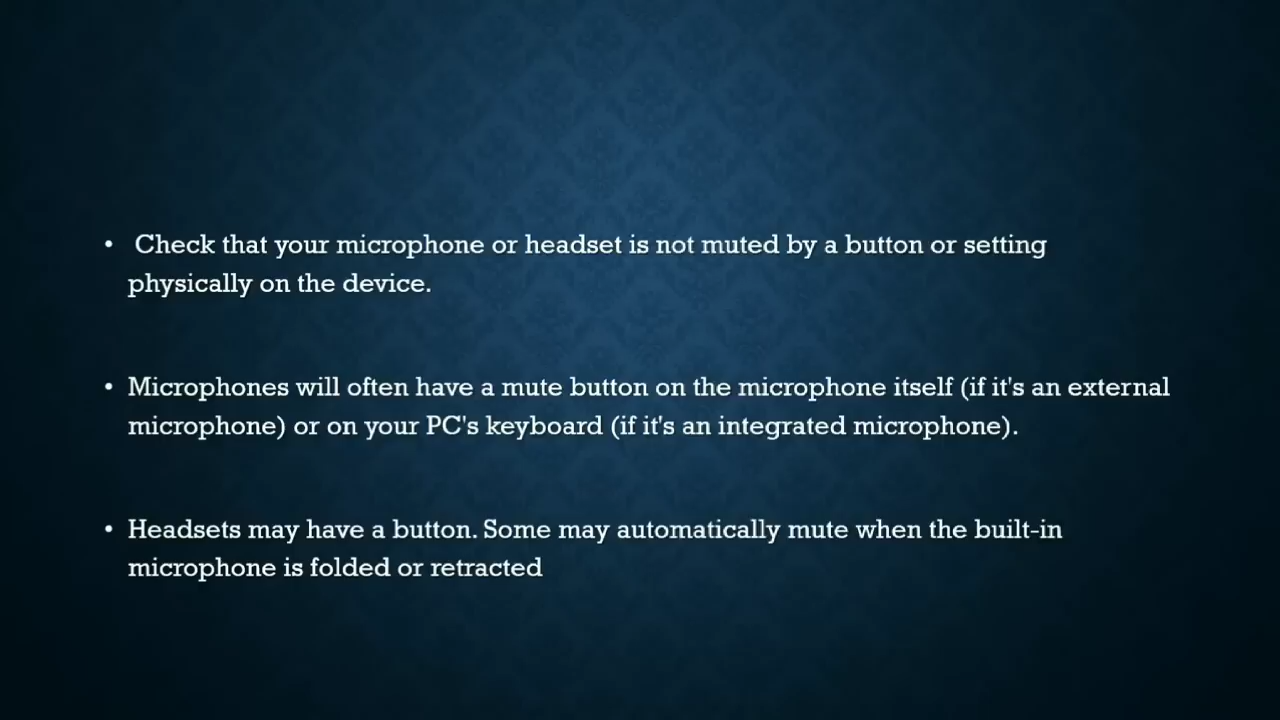 • Check that your microphone or headset is not muted by a button or setting
physically on the device.
• Microphones will often have a mute button on the microphone itself (if it's an external
microphone) or on your PC's keyboard (if it's an integrated microphone).
• Headsets may have a button. Some may automatically mute when the built-in
microphone is folded or retracted